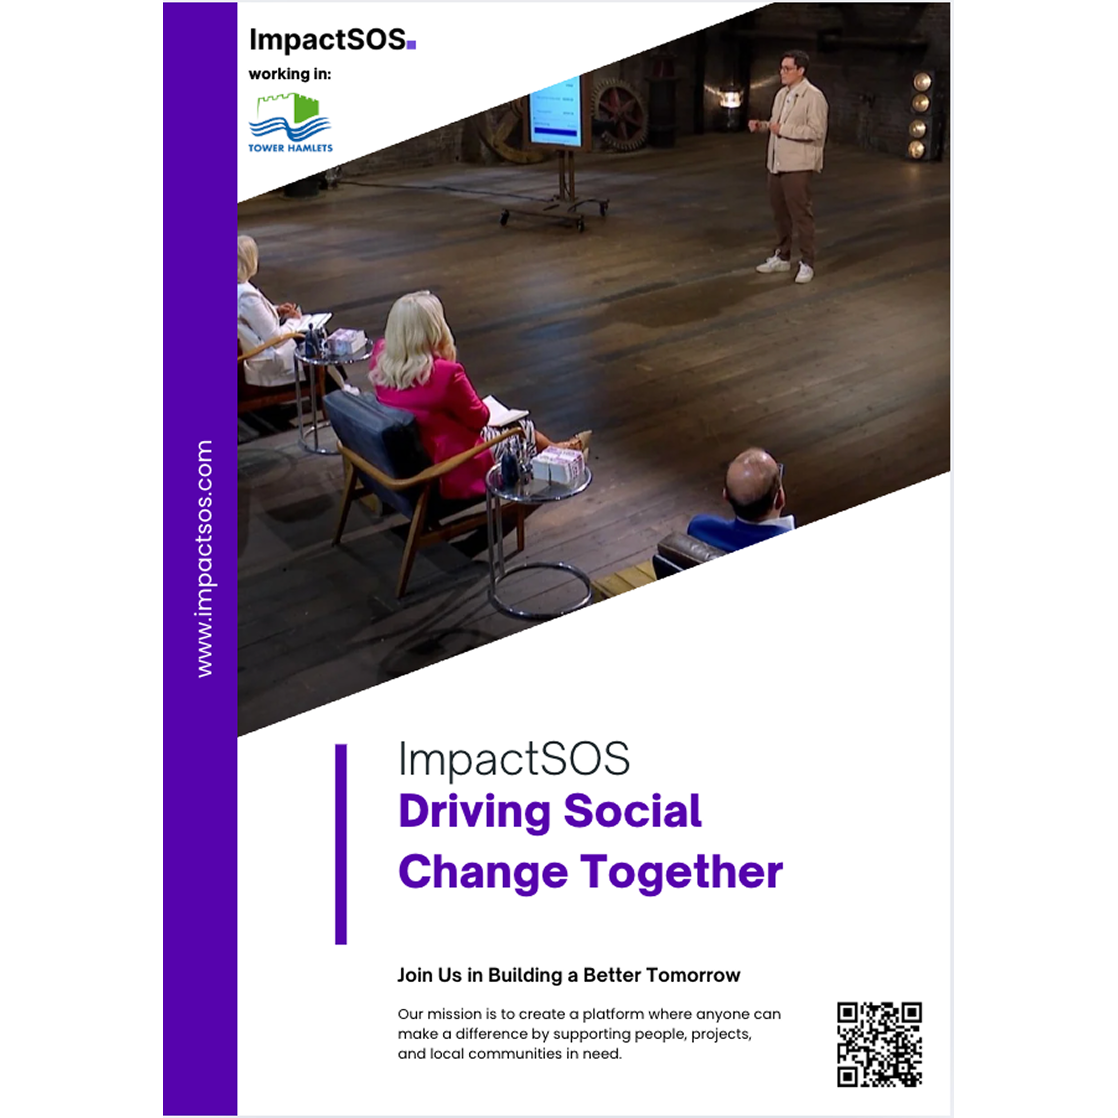 ImpactSOS
working in:
TOWER HAMLETS
www.impactsos.com
ImpactSOS
Driving Social
Change Together
Join Us in Building a Better Tomorrow
Our mission is to create a platform where anyone can
make a difference by supporting people, projects,
and local communities in need.